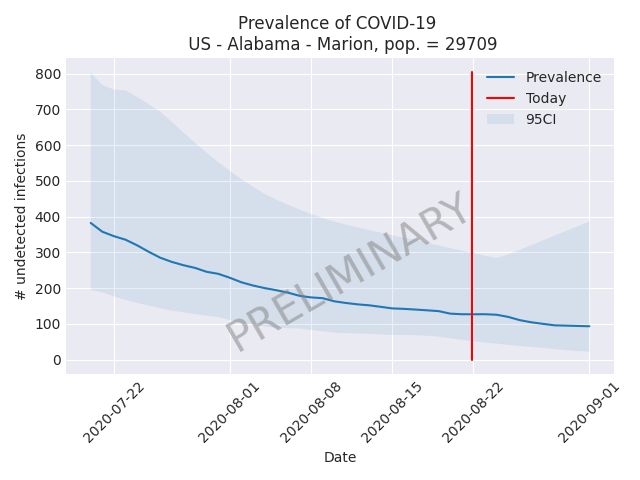 Prevalence of COVID-19
US - Alabama - Marion, pop. = 29709
800
700
600
500
400
300
200
100
0
# undetected infections
Prevalence
Today
95CI
PRELIMINARY
2020-07-22
2020-08-01
2020-08-08
2020-08-15
2020-08-22
2020-09-01
Date